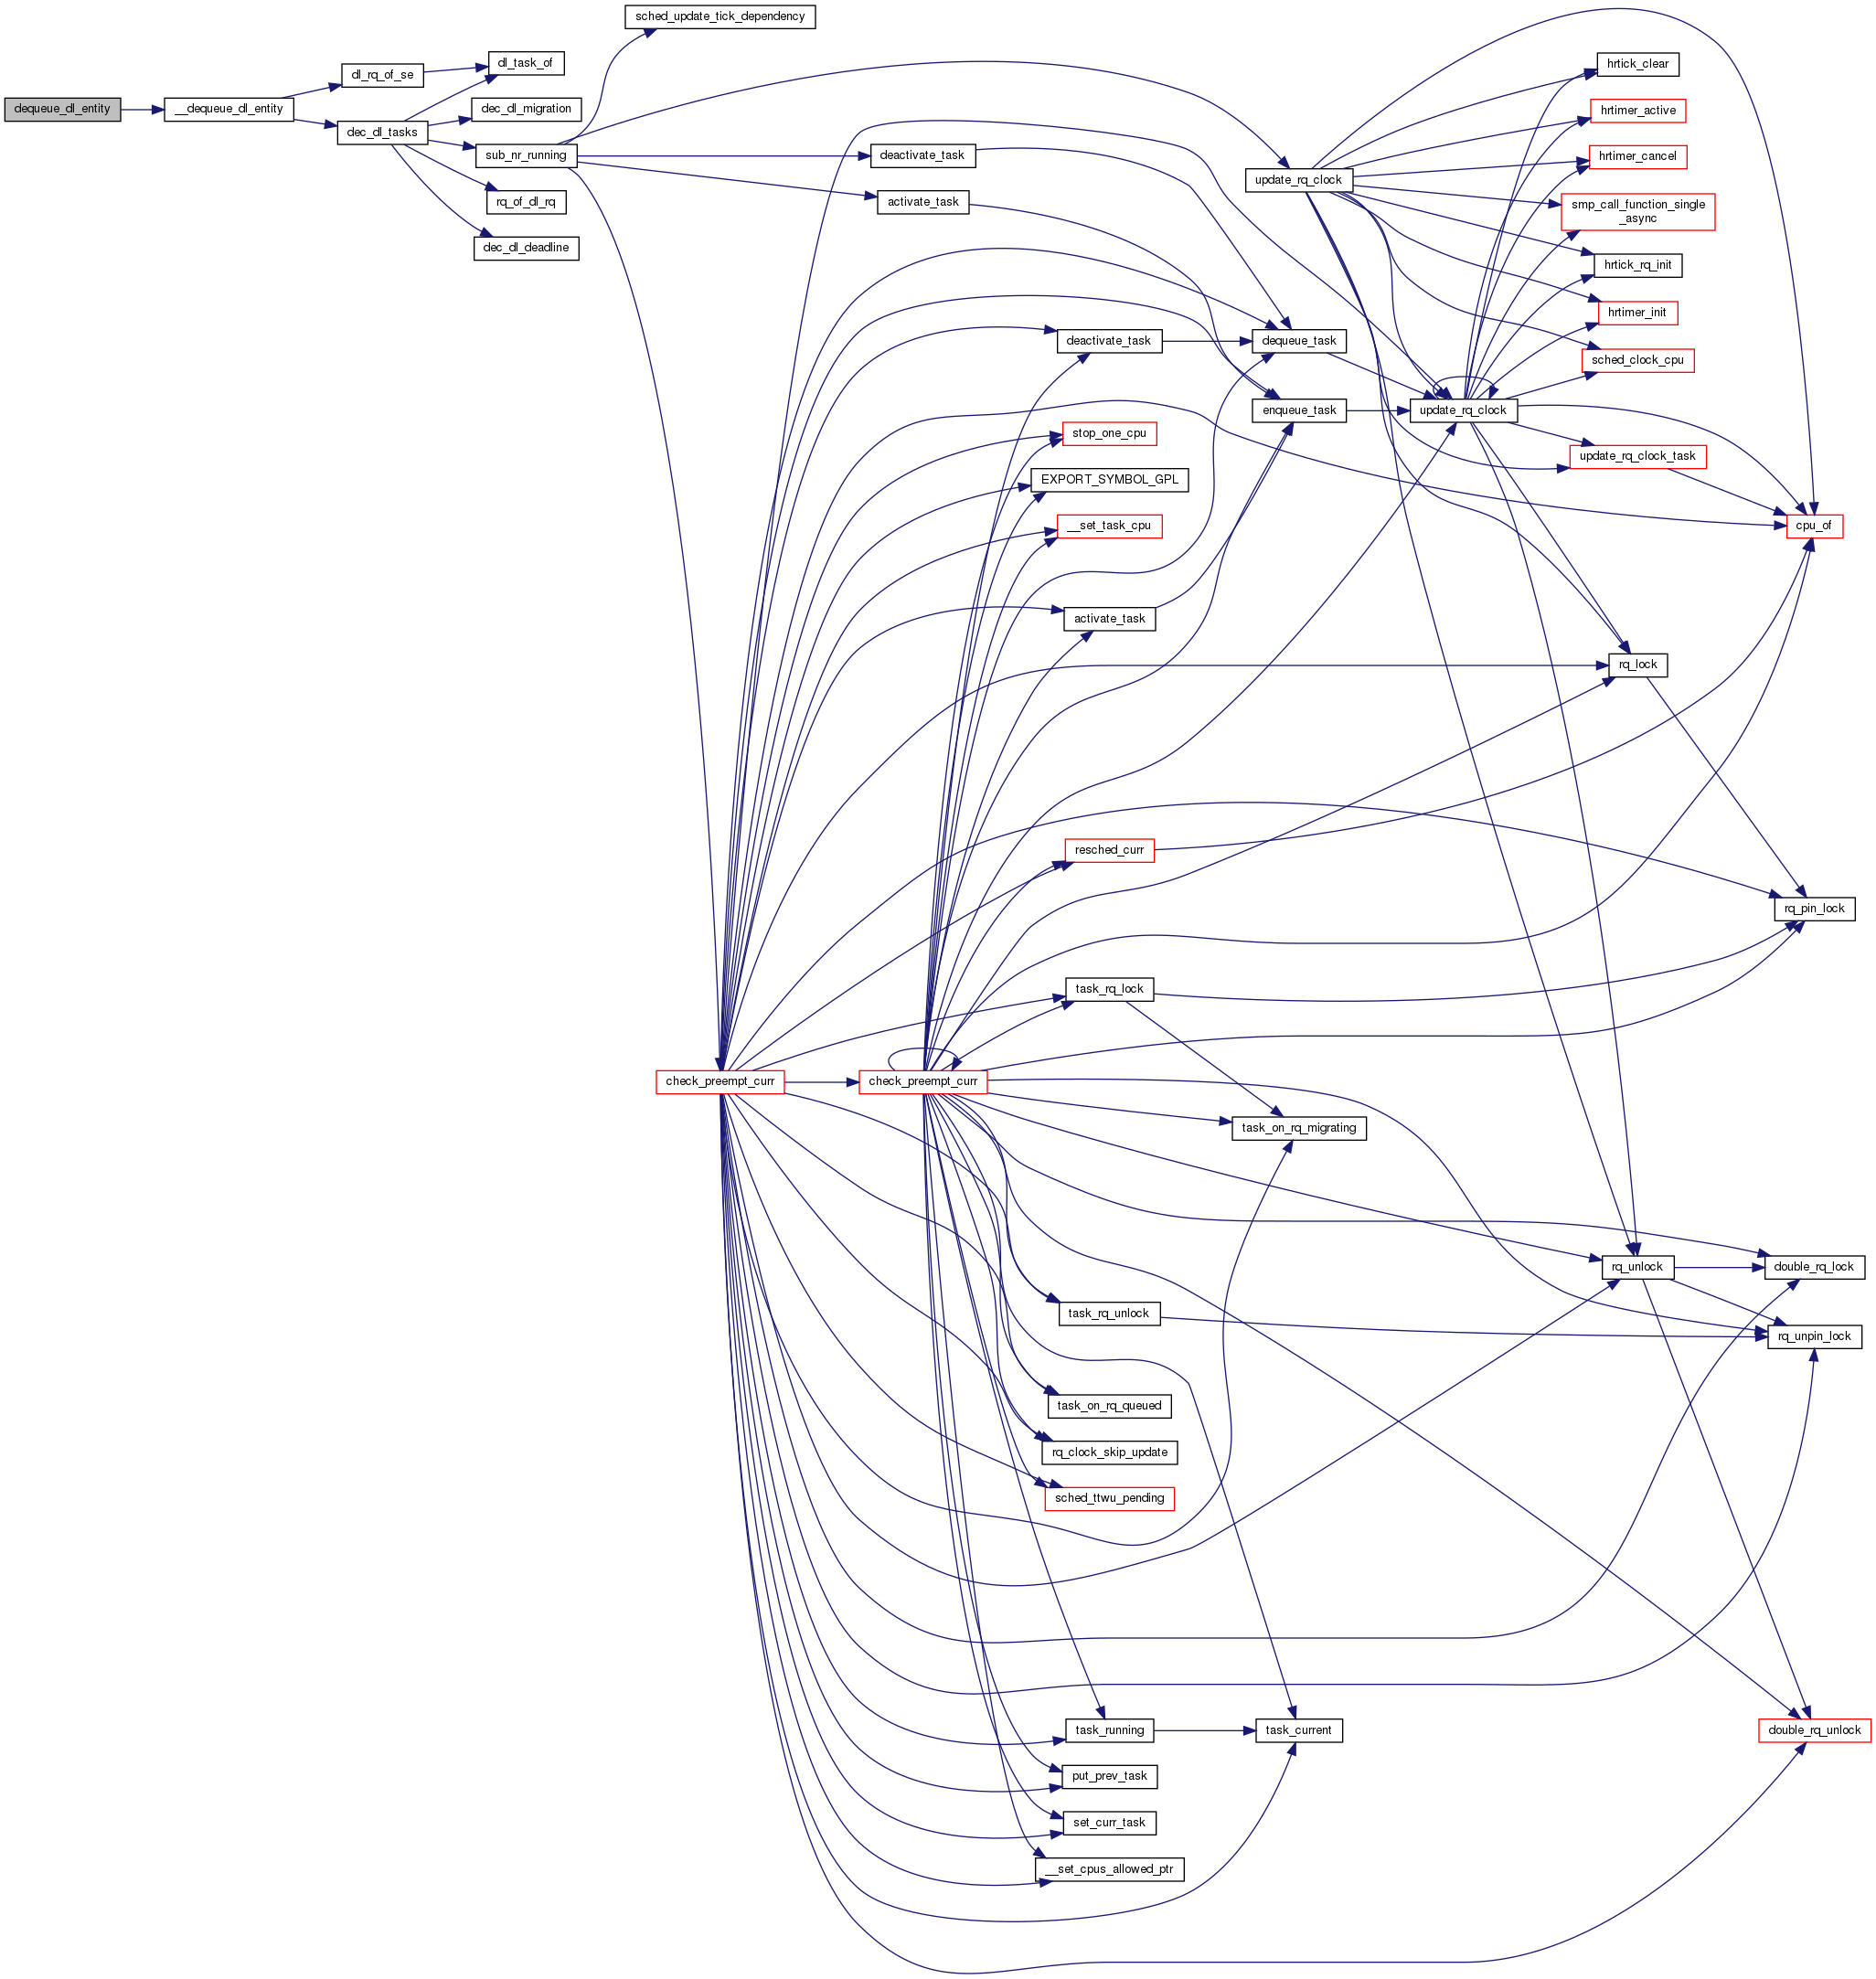 sched_update_tick_dependency
dl_task_of
dl_rq_of_se
hrtick_clear
dequeue_dl_entity
__dequeue_dl_entity
dec_dl_migration
hrtimer_active
dec_dl_tasks
sub_nr_running
deactivate_task
hrtimer_cancel
update_rq_clock
rq_of_dl_rq
activate_task
smp_call_function_single
_async
dec_dl_deadline
hrtick_rq_init
hrtimer_init
deactivate_task
dequeue_task
sched_clock_cpu
enqueue_task
update_rq_clock
stop_one_cpu
update_rq_clock_task
EXPORT_SYMBOL_GPL
__set_task_cpu
cpu_of
activate_task
rq_lock
resched_curr
rq_pin_lock
task_rq_lock
check_preempt_curr
check_preempt_curr
task_on_rq_migrating
rq_unlock
double_rq_lock
task_rq_unlock
rq_unpin_lock
task_on_rq_queued
rq_clock_skip_update
sched_ttwu_pending
task_running
task_current
double_rq_unlock
put_prev_task
set_curr_task
__set_cpus_allowed_ptr